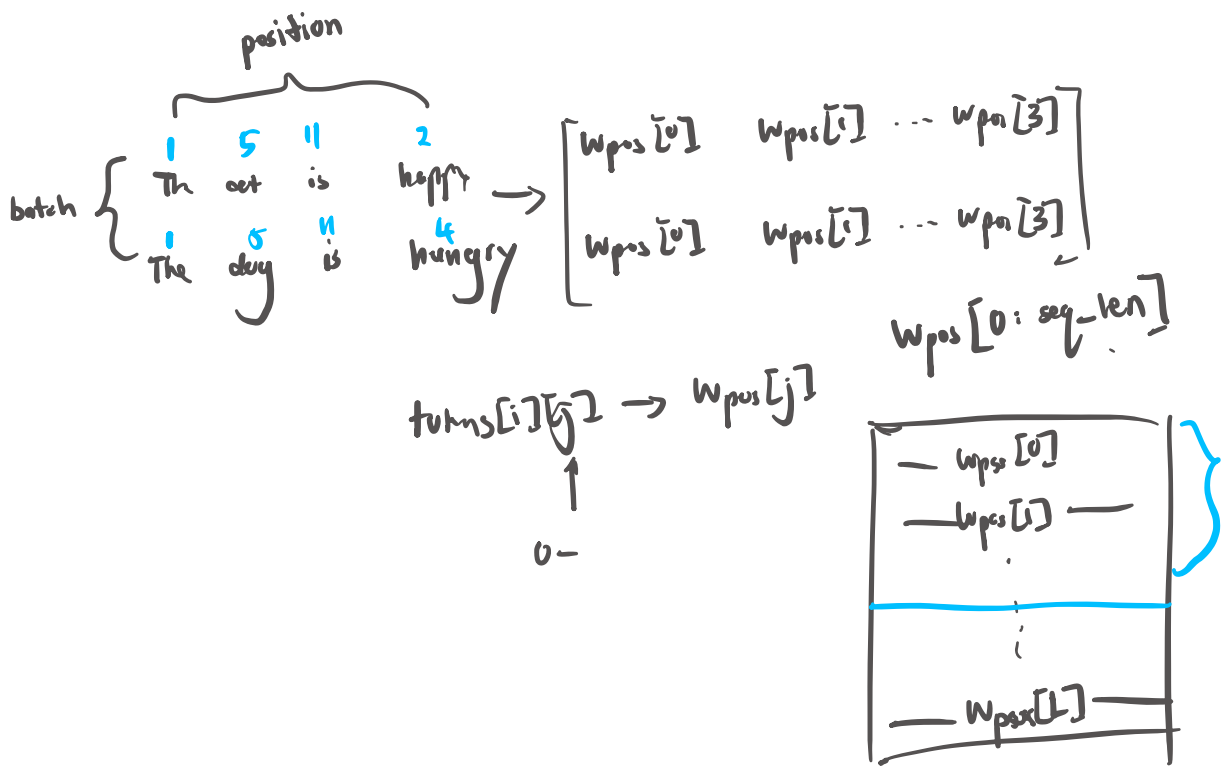 position
1 5 11 2
Th cat is happy
batch
1 5 11 4
The dog is hungry
Wpos[0] Wpos[1] ... Wpos[3]
Wpos[0] Wpos[1] ... Wpos[3]
Wpos[0: seq_len]
tokens[i][j] → Wpos[j]
0 –
Wpos[0]
Wpos[1]
Wpos[L]